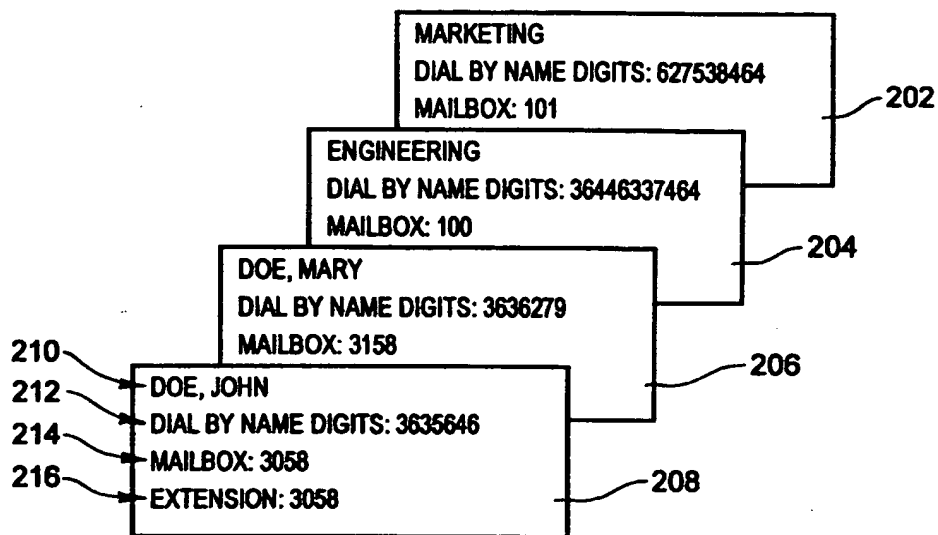 MARKETING
DIAL BY NAME DIGITS: 627538464
MAILBOX: 101
202
ENGINEERING
DIAL BY NAME DIGITS: 36446337464
MAILBOX: 100
204
DOE, MARY
DIAL BY NAME DIGITS: 3636279
MAILBOX: 3158
206
210
DOE, JOHN
212
DIAL BY NAME DIGITS: 3635646
214
MAILBOX: 3058
216
EXTENSION: 3058
208